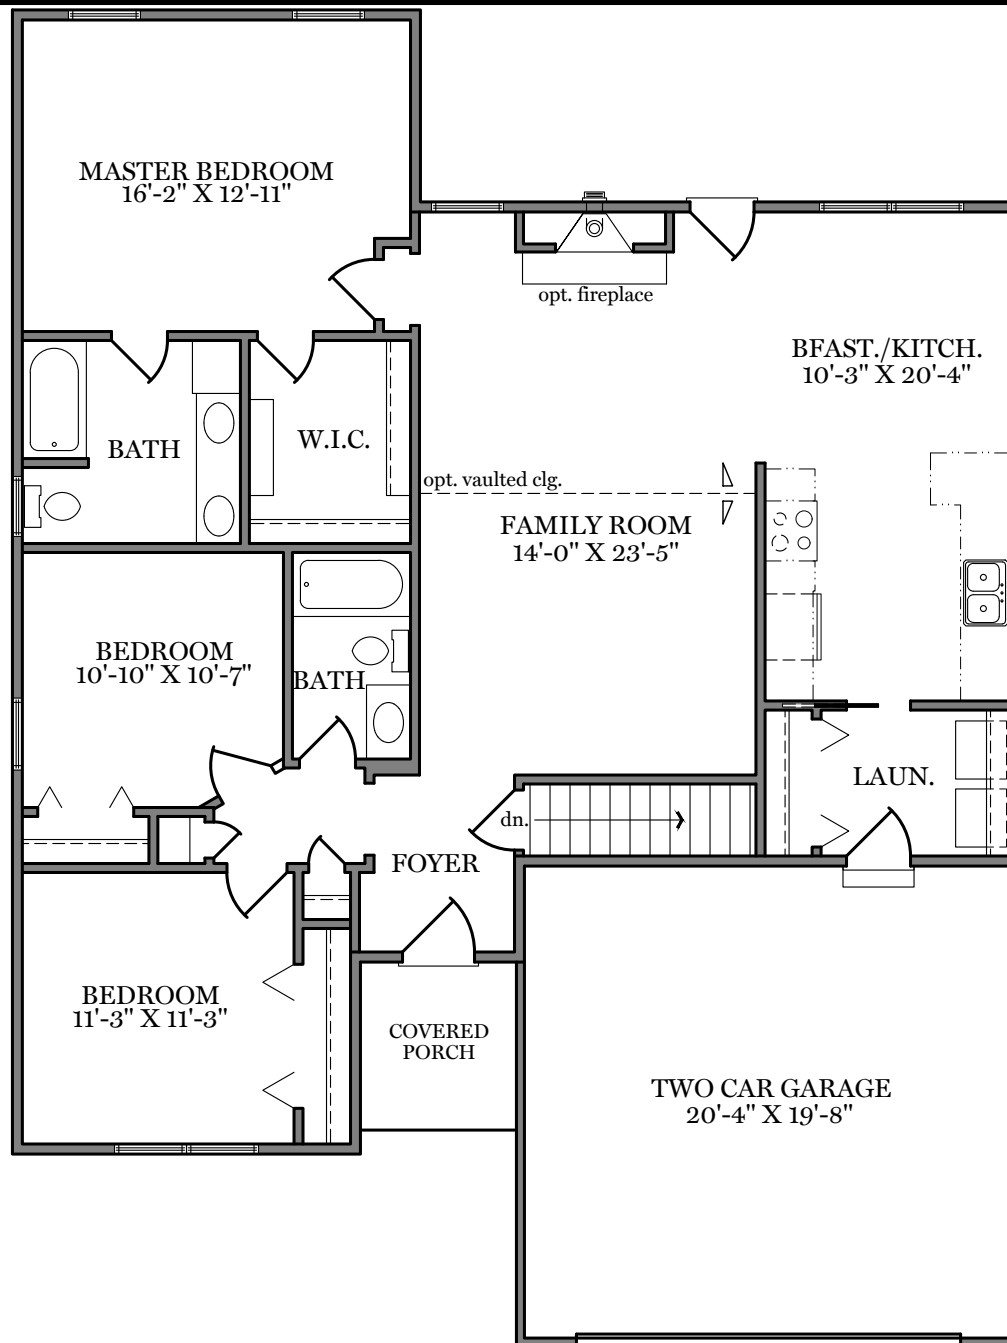 MASTER BEDROOM
16'-2" X 12'-11"
opt. fireplace
BFAST./KITCH.
10'-3" X 20'-4"
BATH
W.I.C.
opt. vaulted clg.
FAMILY ROOM
14'-0" X 23'-5"
BEDROOM
10'-10" X 10'-7"
BATH
LAUN.
dn.
FOYER
BEDROOM
11'-3" X 11'-3"
COVERED
PORCH
TWO CAR GARAGE
20'-4" X 19'-8"